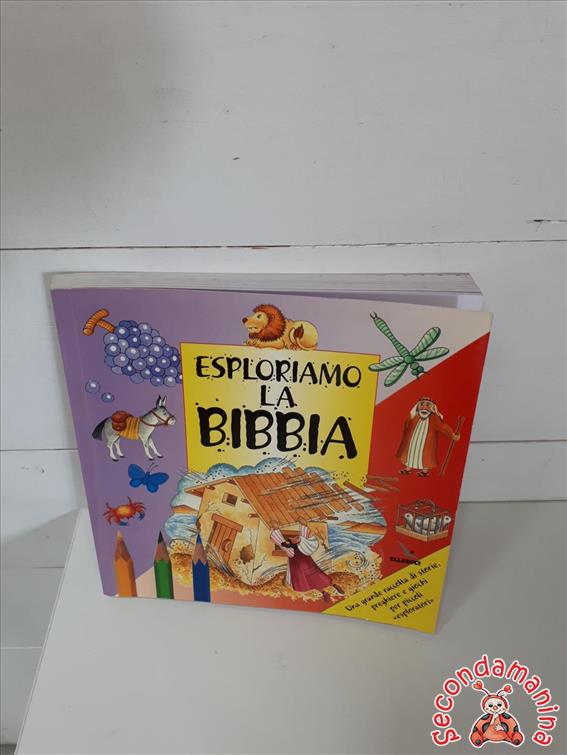 ESPLORIAMO
LA
BIBBIA
ELLEDICI
Una grande raccolta di storie,
preghiere e giochi
per piccoli
«esploratori»
Secondamanina